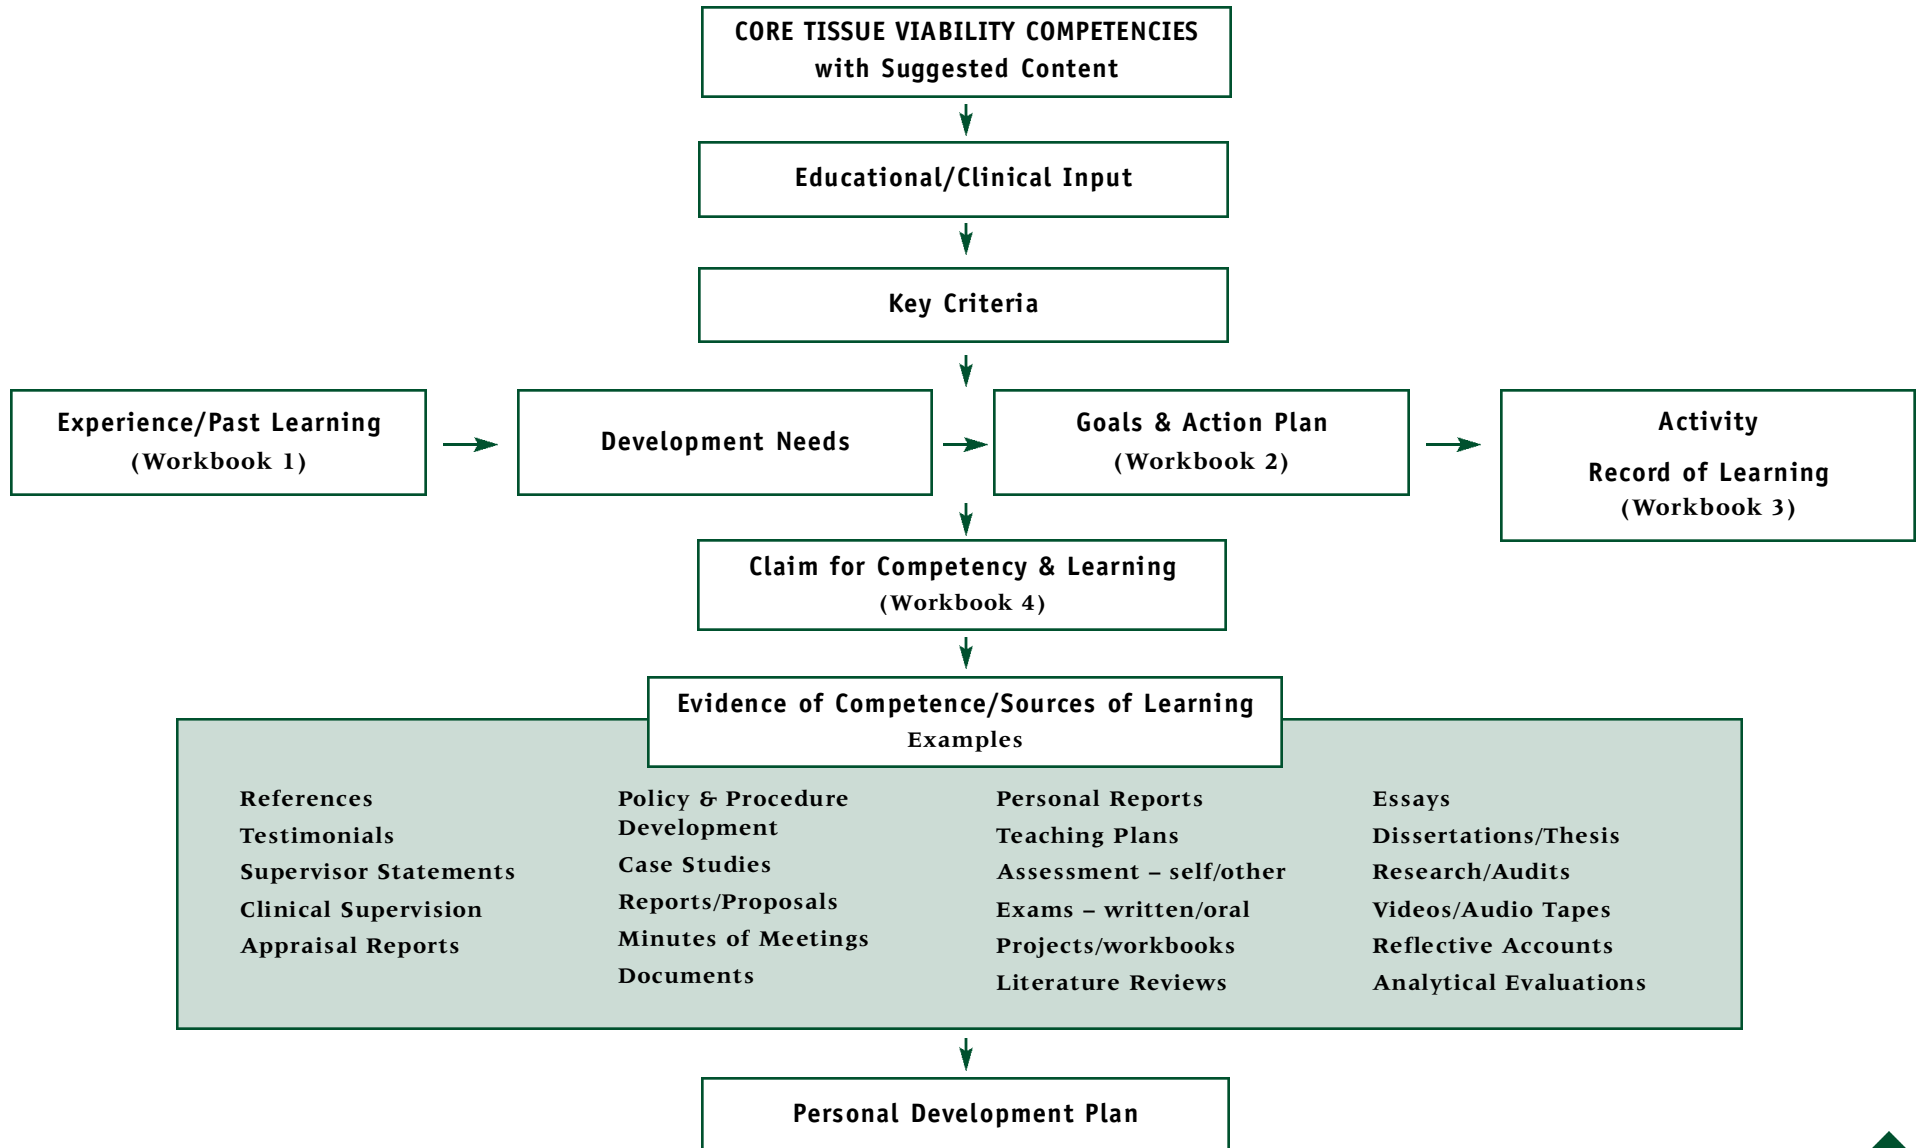 CORE TISSUE VIABILITY COMPETENCIES
with Suggested Content
Educational/Clinical Input
Key Criteria
Experience/Past Learning
(Workbook 1)
Development Needs
Goals & Action Plan
(Workbook 2)
Activity
Record of Learning
(Workbook 3)
Claim for Competency & Learning
(Workbook 4)
Evidence of Competence/Sources of Learning
Examples
References
Testimonials
Supervisor Statements
Clinical Supervision
Appraisal Reports
Policy & Procedure
Development
Case Studies
Reports/Proposals
Minutes of Meetings
Documents
Personal Reports
Teaching Plans
Assessment – self/other
Exams – written/oral
Projects/workbooks
Literature Reviews
Essays
Dissertations/Thesis
Research/Audits
Videos/Audio Tapes
Reflective Accounts
Analytical Evaluations
Personal Development Plan